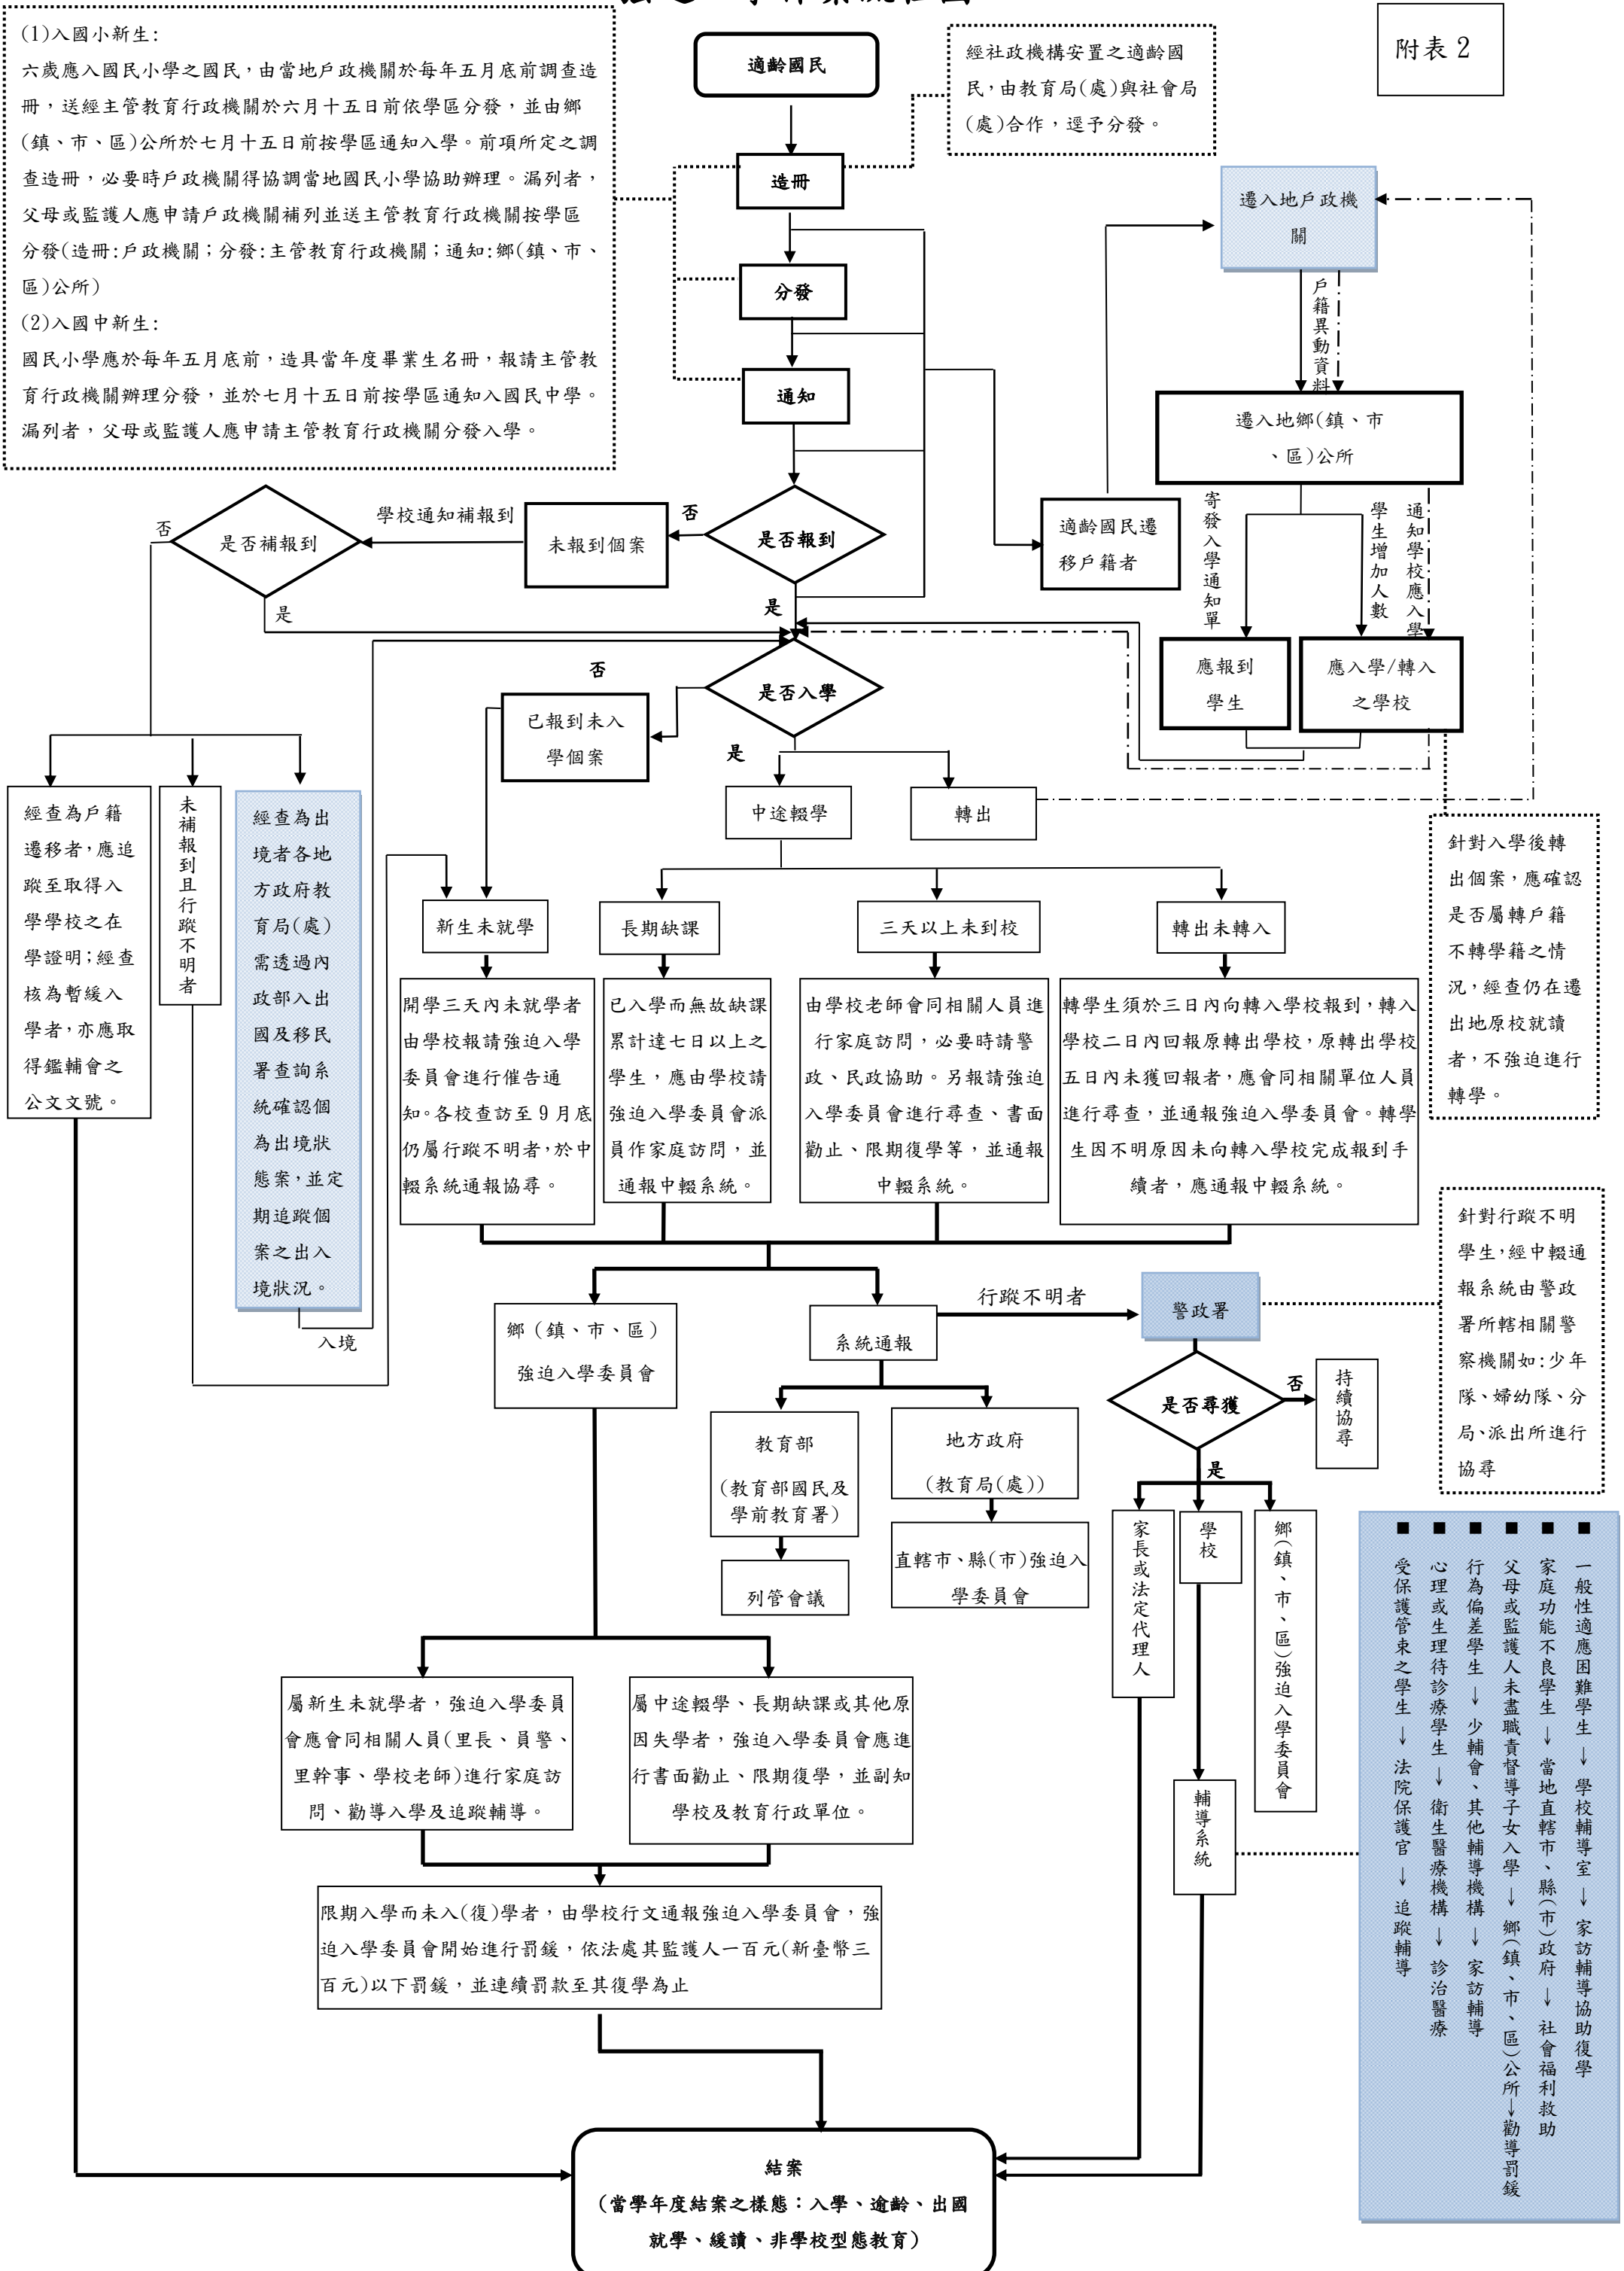 附表 2
(1)入國小新生:
六歲應入國民小學之國民，由當地戶政機關於每年五月底前調查造
冊，送經主管教育行政機關於六月十五日前依學區分發，並由鄉
(鎮、市、區)公所於七月十五日前按學區通知入學。前項所定之調
查造冊，必要時戶政機關得協調當地國民小學協助辦理。漏列者，
父母或監護人應申請戶政機關補列並送主管教育行政機關按學區
分發(造冊:戶政機關；分發:主管教育行政機關；通知:鄉(鎮、市、
區)公所)
(2)入國中新生:
國民小學應於每年五月底前，造具當年度畢業生名冊，報請主管教
育行政機關辦理分發，並於七月十五日前按學區通知入國民中學。
漏列者，父母或監護人應申請主管教育行政機關分發入學。
適齡國民
經社政機構安置之適齡國
民，由教育局(處)與社會局
(處)合作，逕予分發。
造冊
分發
通知
遷入地戶政機
關
戶籍異動資料
遷入地鄉(鎮、市
、區)公所
適齡國民遷
移戶籍者
寄發入學通知單
學生增加人數
通知學校應入學
應報到
學生
應入學/轉入
之學校
是否報到
否
未報到個案
學校通知補報到
是否補報到
否
是
是
是否入學
否
已報到未入
學個案
是
中途輟學
轉出
針對入學後轉
出個案，應確認
是否屬轉戶籍
不轉學籍之情
況，經查仍在遷
出地原校就讀
者，不強迫進行
轉學。
經查為戶籍
遷移者，應追
蹤至取得入
學學校之在
學證明；經查
核為暫緩入
學者，亦應取
得鑑輔會之
公文文號。
未補報到且行蹤不明者
經查為出
境者各地
方政府教
育局(處)
需透過內
政部入出
國及移民
署查詢系
統確認個
為出境狀
態案，並定
期追蹤個
案之出入
境狀況。
入境
新生未就學
長期缺課
三天以上未到校
轉出未轉入
開學三天內未就學者
由學校報請強迫入學
委員會進行催告通
知。各校查訪至 9 月底
仍屬行蹤不明者，於中
輟系統通報協尋。
已入學而無故缺課
累計達七日以上之
學生，應由學校請
強迫入學委員會派
員作家庭訪問，並
通報中輟系統。
由學校老師會同相關人員進
行家庭訪問，必要時請警
政、民政協助。另報請強迫
入學委員會進行尋查、書面
勸止、限期復學等，並通報
中輟系統。
轉學生須於三日內向轉入學校報到，轉入
學校二日內回報原轉出學校，原轉出學校
五日內未獲回報者，應會同相關單位人員
進行尋查，並通報強迫入學委員會。轉學
生因不明原因未向轉入學校完成報到手
續者，應通報中輟系統。
鄉（鎮、市、區）
強迫入學委員會
系統通報
行蹤不明者
警政署
針對行蹤不明
學生，經中輟通
報系統由警政
署所轄相關警
察機關如:少年
隊、婦幼隊、分
局、派出所進行
協尋
是否尋獲
否
持續協尋
是
教育部
(教育部國民及
學前教育署)
列管會議
地方政府
(教育局(處))
直轄市、縣(市)強迫入
學委員會
家長或法定代理人
學校
鄉(鎮、市、區)強迫入學委員會
輔導系統
■ 一般性適應困難學生→學校輔導室→家訪輔導協助復學
■ 家庭功能不良學生→當地直轄市、縣(市)政府→社會福利救助
■ 父母或監護人未盡職責督導子女入學→鄉(鎮、市、區)公所→勸導罰鍰
■ 行為偏差學生→少輔會、其他輔導機構→家訪輔導
■ 心理或生理待診療學生→衛生醫療機構→診治醫療
■ 受保護管束之學生→法院保護官→追蹤輔導
屬新生未就學者，強迫入學委員
會應會同相關人員(里長、員警、
里幹事、學校老師)進行家庭訪
問、勸導入學及追蹤輔導。
屬中途輟學、長期缺課或其他原
因失學者，強迫入學委員會應進
行書面勸止、限期復學，並副知
學校及教育行政單位。
限期入學而未入(復)學者，由學校行文通報強迫入學委員會，強
迫入學委員會開始進行罰鍰，依法處其監護人一百元(新臺幣三
百元)以下罰鍰，並連續罰款至其復學為止
結案
(當學年度結案之樣態：入學、逾齡、出國
就學、緩讀、非學校型態教育)